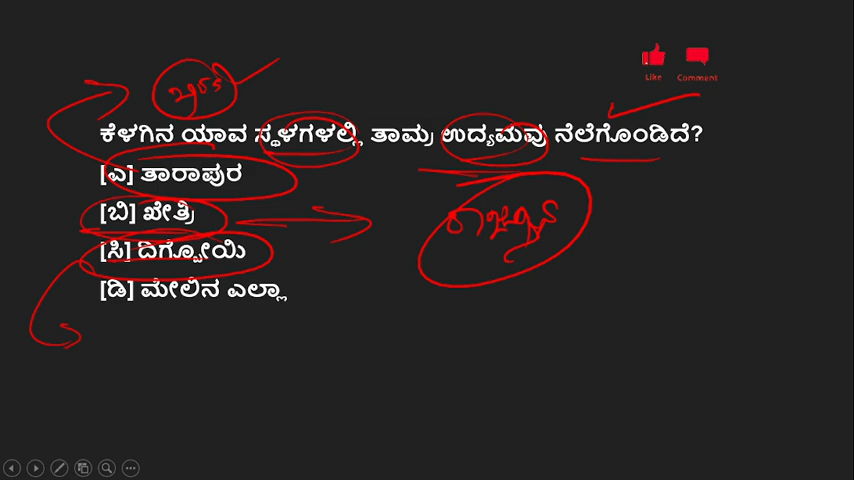 Like Comment
ಕೆಳಗಿನ ಯಾವ ಸ್ಥಳಗಳಲ್ಲಿ ತಾಮ್ರ ಉದ್ಯಮವು ನೆಲೆಗೊಂಡಿದೆ?
[ಎ] ತಾರಾಪುರ
[ಬಿ] ಖೇತ್ರಿ
[ಸಿ] ದಿಗ್ಬೋಯಿ
[ಡಿ] ಮೇಲಿನ ಎಲ್ಲಾ